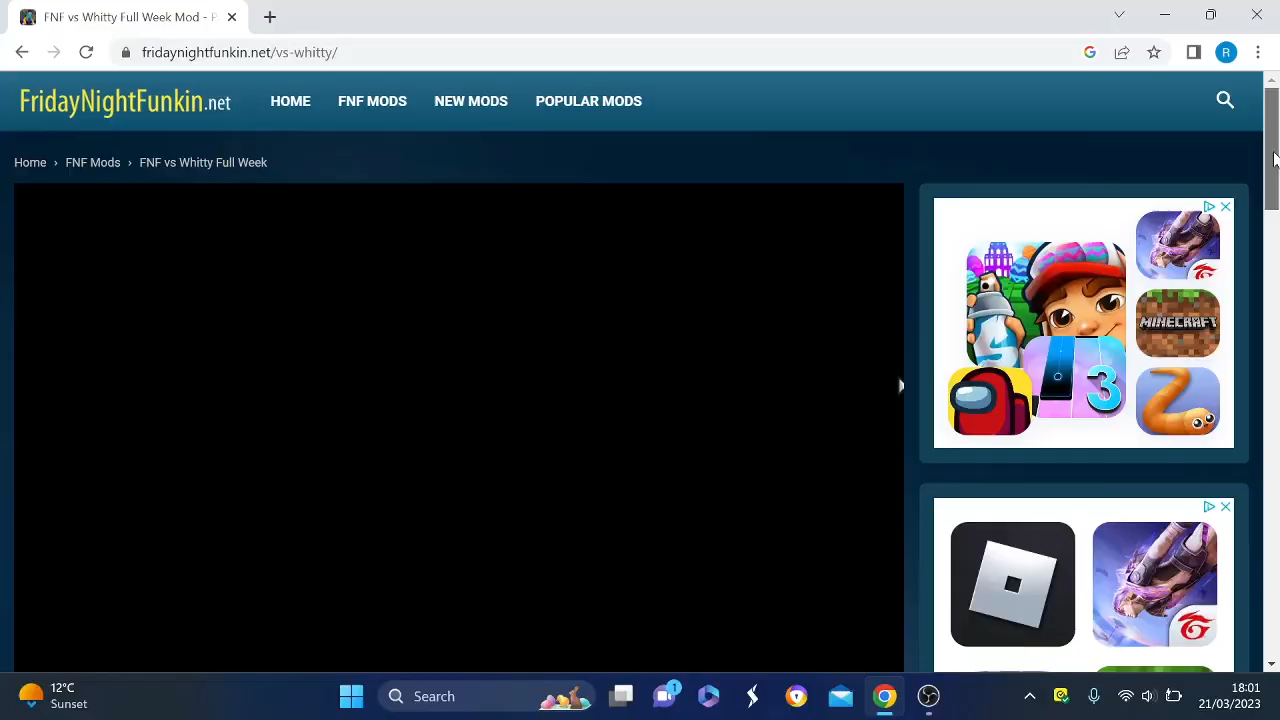 FNF vs Whitty Full Week Mod - P
fridaynightfunkin.net/vs-whitty/
R
FridayNightFunkin.net
HOME
FNF MODS
NEW MODS
POPULAR MODS
Home › FNF Mods › FNF vs Whitty Full Week
MINECRAFT
3
12°C
Sunset
Search
1
18:01
21/03/2023